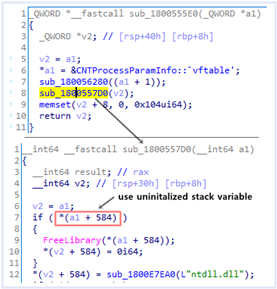 1 _QWORD *__fastcall sub_1800555E0(_QWORD *a1)
2 {
3 _QWORD *v2; // [rsp+40h] [rbp+8h]
4
5 v2 = a1;
6 *a1 = &CNTProcessParamInfo::`vftable';
7 sub_180056280((a1 + 1));
8 sub_1800557D0(v2);
9 memset(v2 + 8, 0, 0x104ui64);
10 return v2;
11 }
1 __int64 __fastcall sub_1800557D0(__int64 a1)
2 {
3 __int64 result; // rax
4 __int64 v2; // [rsp+30h] [rbp+8h]
5
use uninitalized stack variable
6 v2 = a1;
7 if ( *(a1 + 584) )
8 {
9 FreeLibrary(*(a1 + 584));
10 *(v2 + 584) = 0i64;
11 }
12 *(v2 + 584) = sub_1800E7EA0(L"ntdll.dll");